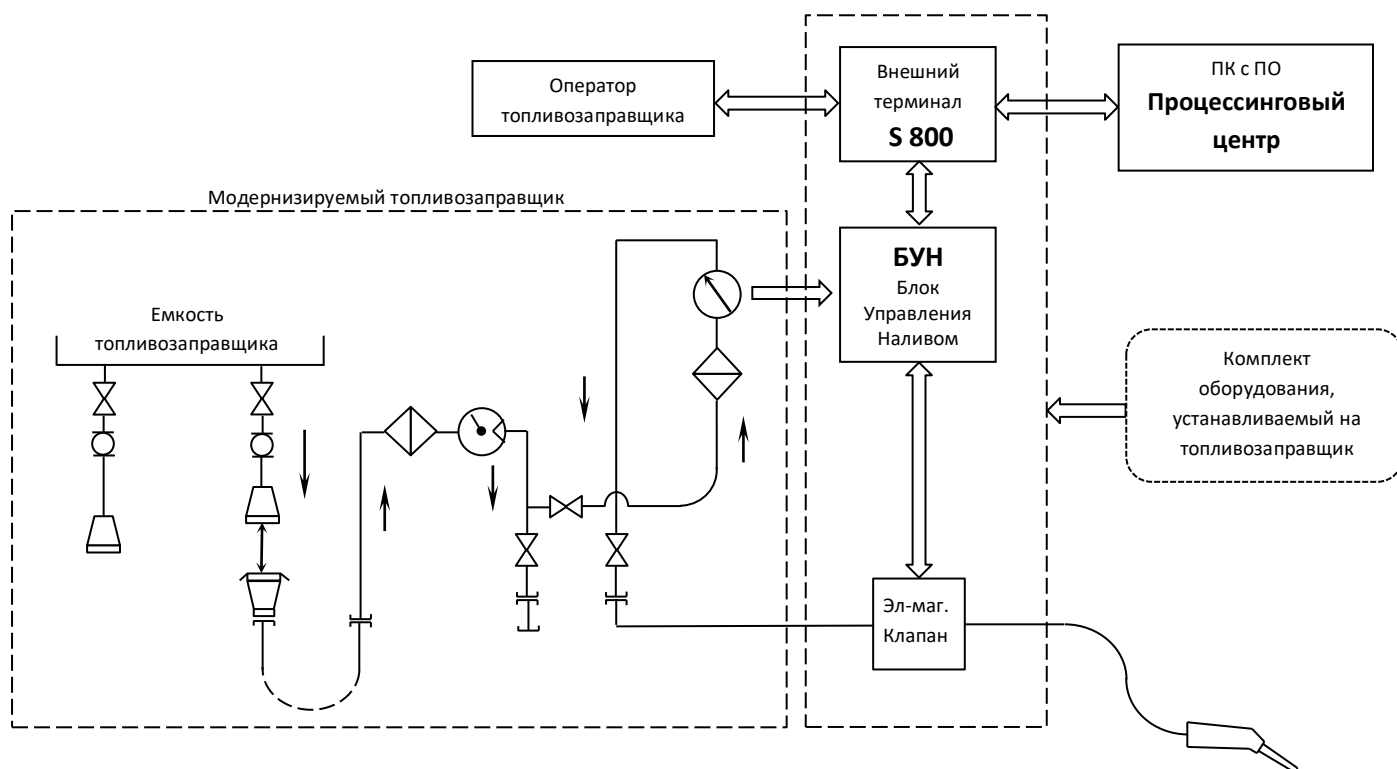 Оператор
топливозаправщика
Внешний
терминал
S 800
ПК с ПО
Процессинговый
центр
Модернизируемый топливозаправщик
БУН
Блок
Управления
Наливом
Емкость
топливозаправщика
Комплект
оборудования,
устанавливаемый на
топливозаправщик
Эл-маг.
Клапан